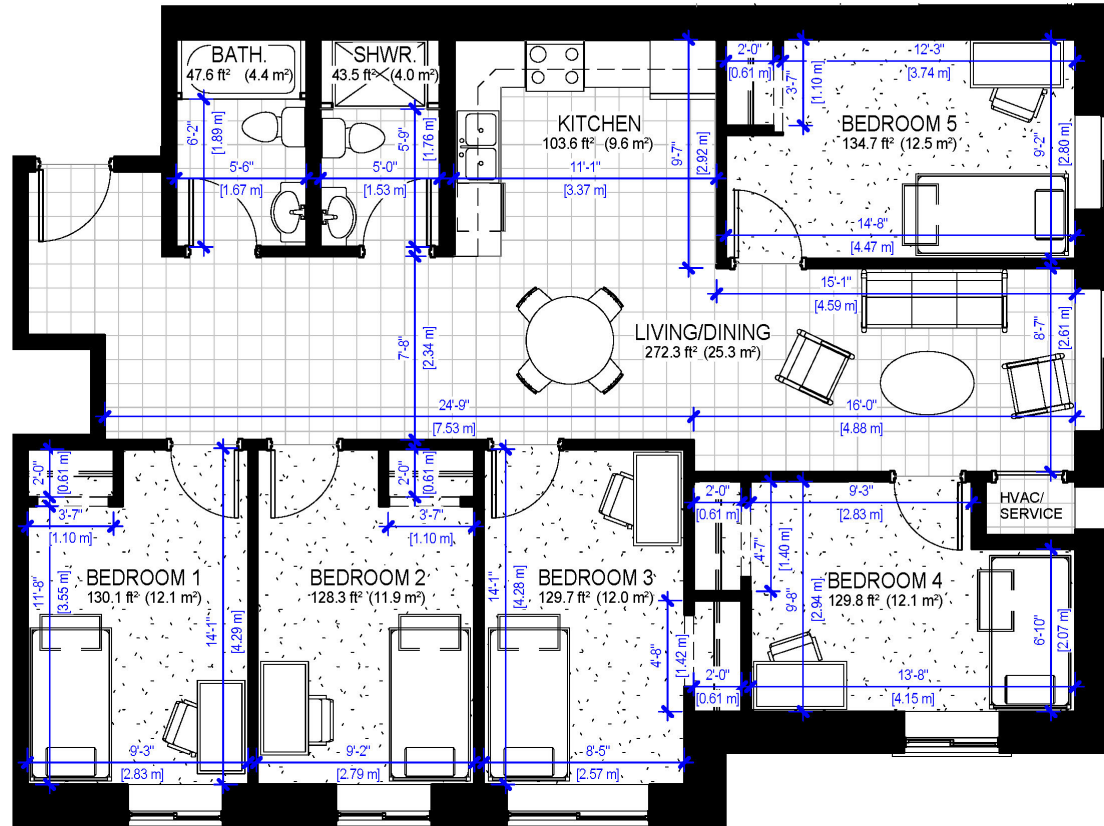 BATH.
47.6 ft² (4.4 m²)
SHWR.
43.5 ft² (4.0 m²)
6'-2"
[1.89 m]
5'-9"
[1.76 m]
5'-6"
[1.67 m]
5'-0"
[1.53 m]
KITCHEN
103.6 ft² (9.6 m²)
11'-1"
[3.37 m]
9'-7"
[2.92 m]
2'-0"
[0.61 m]
3'-7"
[1.10 m]
12'-3"
[3.74 m]
BEDROOM 5
134.7 ft² (12.5 m²)
9'-2"
[2.80 m]
14'-8"
[4.47 m]
15'-1"
[4.59 m]
LIVING/DINING
272.3 ft² (25.3 m²)
7'-8"
[2.34 m]
8'-7"
[2.61 m]
24'-9"
[7.53 m]
16'-0"
[4.88 m]
2'-0"
[0.61 m]
3'-7"
[1.10 m]
BEDROOM 1
130.1 ft² (12.1 m²)
11'-8"
[3.55 m]
14'-1"
[4.29 m]
9'-3"
[2.83 m]
2'-0"
[0.61 m]
3'-7"
[1.10 m]
BEDROOM 2
128.3 ft² (11.9 m²)
9'-2"
[2.79 m]
14'-1"
[4.28 m]
BEDROOM 3
129.7 ft² (12.0 m²)
4'-8"
[1.42 m]
8'-5"
[2.57 m]
2'-0"
[0.61 m]
4'-7"
[1.40 m]
9'-3"
[2.83 m]
HVAC/
SERVICE
BEDROOM 4
129.8 ft² (12.1 m²)
9'-8"
[2.94 m]
6'-10"
[2.07 m]
2'-0"
[0.61 m]
13'-8"
[4.15 m]